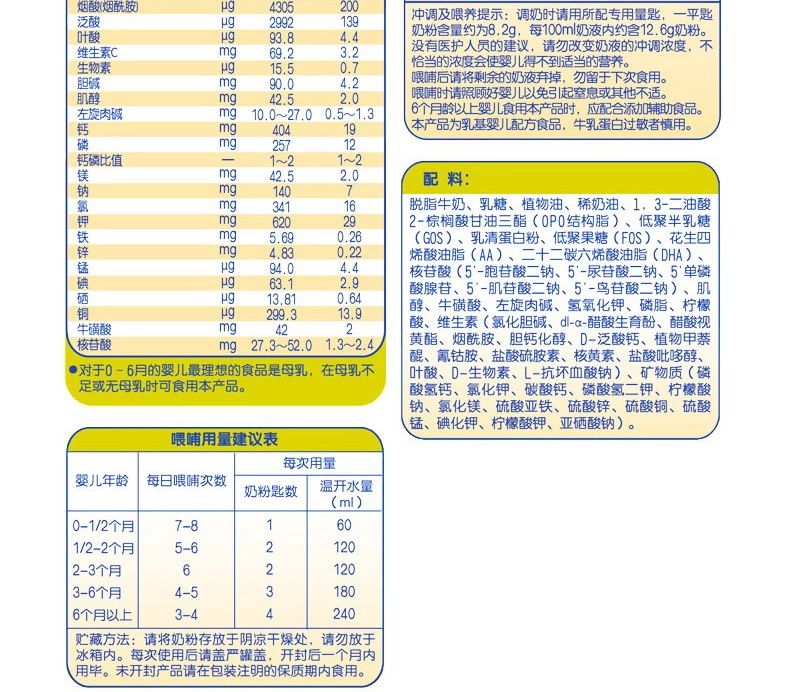 烟酸(烟酰胺) μg 4305 200
泛酸 μg 2992 139
叶酸 μg 93.8 4.4
维生素C mg 69.2 3.2
生物素 μg 15.5 0.7
胆碱 mg 90.0 4.2
肌醇 mg 42.5 2.0
左旋肉碱 mg 10.0~27.0 0.5~1.3
钙 mg 404 19
磷 mg 257 12
钙磷比值 — 1~2 1~2
镁 mg 42.5 2.0
钠 mg 140 7
氯 mg 341 16
钾 mg 620 29
铁 mg 5.69 0.26
锌 mg 4.83 0.22
锰 μg 94.0 4.4
碘 μg 63.1 2.9
硒 μg 13.81 0.64
铜 μg 299.3 13.9
牛磺酸 mg 42 2
核苷酸 mg 27.3~52.0 1.3~2.4
●对于0~6月的婴儿最理想的食品是母乳，在母乳不
足或无母乳时可食用本产品。
喂哺用量建议表
婴儿年龄 每日喂哺次数 每次用量
奶粉匙数 温开水量
（ml）
0-1/2个月 7-8 1 60
1/2-2个月 5-6 2 120
2-3个月 6 2 120
3-6个月 4-5 3 180
6个月以上 3-4 4 240
贮藏方法：请将奶粉存放于阴凉干燥处，请勿放于
冰箱内。每次使用后请盖严罐盖，开封后一个月内
用毕。未开封产品请在包装注明的保质期内食用。
冲调及喂养提示：调奶时请用所配专用量匙，一平匙
奶粉含量约为8.2g，每100ml奶液内约含12.6g奶粉。
没有医护人员的建议，请勿改变奶液的冲调浓度，不
恰当的浓度会使婴儿得不到适当的营养。
喂哺后请将剩余的奶液弃掉，勿留于下次食用。
喂哺时请照顾好婴儿以免引起窒息或其他不适。
6个月龄以上婴儿食用本产品时，应配合添加辅助食品。
本产品为乳基婴儿配方食品，牛乳蛋白过敏者慎用。
配 料：
脱脂牛奶、乳糖、植物油、稀奶油、1，3-二油酸
2-棕榈酸甘油三酯（OPO结构脂）、低聚半乳糖
（GOS）、乳清蛋白粉、低聚果糖（FOS）、花生四
烯酸油脂（AA）、二十二碳六烯酸油脂（DHA）、
核苷酸（5'-胞苷酸二钠、5'-尿苷酸二钠、5'单磷
酸腺苷、5'-肌苷酸二钠、5'-鸟苷酸二钠）、肌
醇、牛磺酸、左旋肉碱、氢氧化钾、磷脂、柠檬
酸、维生素（氯化胆碱、dl-α-醋酸生育酚、醋酸视
黄酯、烟酰胺、胆钙化醇、D-泛酸钙、植物甲萘
醌、氰钴胺、盐酸硫胺素、核黄素、盐酸吡哆醇、
叶酸、D-生物素、L-抗坏血酸钠）、矿物质（磷
酸氢钙、氯化钾、碳酸钙、磷酸氢二钾、柠檬酸
钠、氯化镁、硫酸亚铁、硫酸锌、硫酸铜、硫酸
锰、碘化钾、柠檬酸钾、亚硒酸钠）。